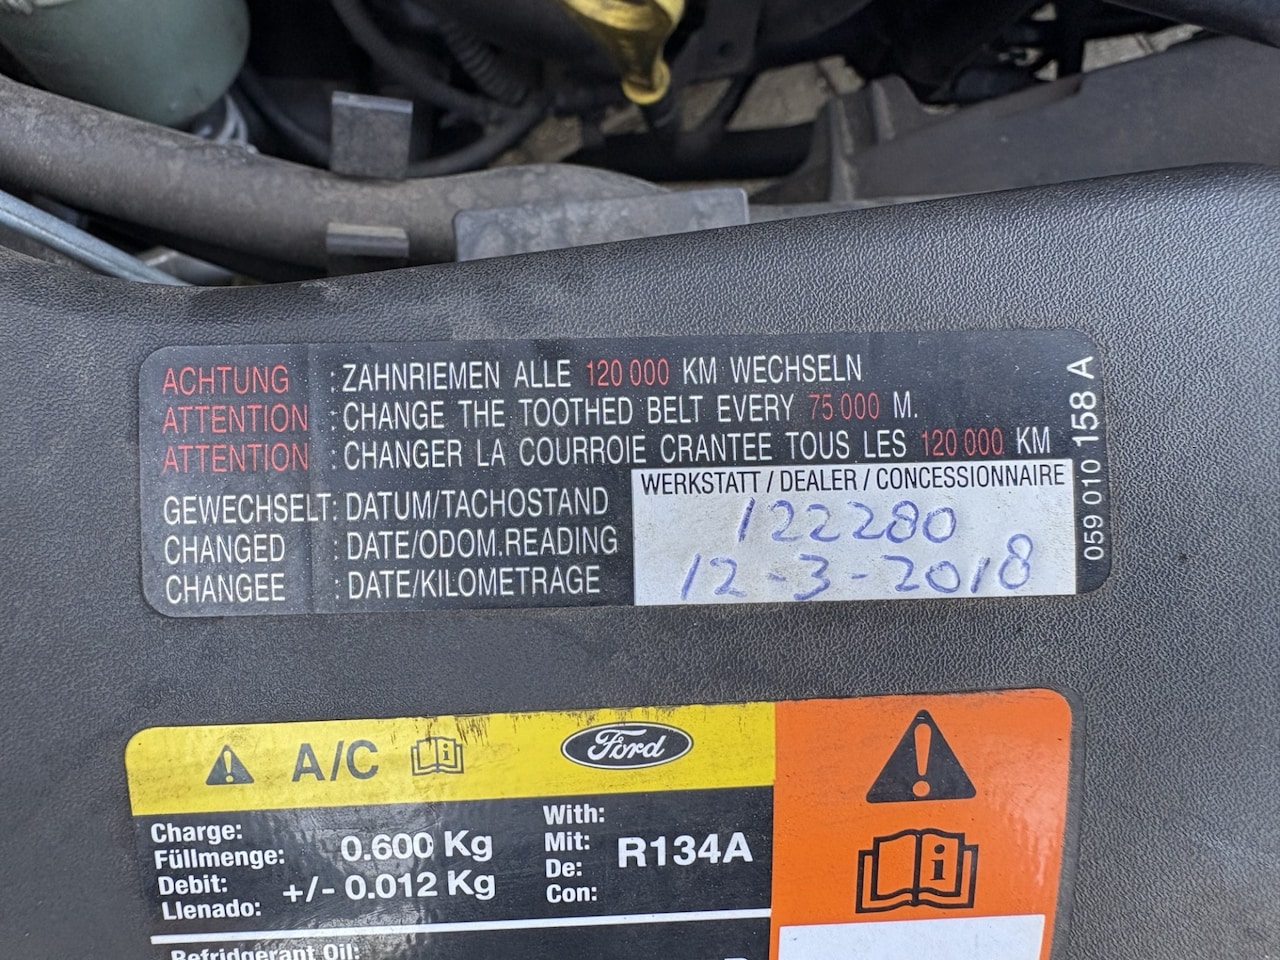 ACHTUNG : ZAHNRIEMEN ALLE 120 000 KM WECHSELN
ATTENTION : CHANGE THE TOOTHED BELT EVERY 75 000 M.
ATTENTION : CHANGER LA COURROIE CRANTEE TOUS LES 120 000 KM
WERKSTATT / DEALER / CONCESSIONNAIRE
GEWECHSELT: DATUM/TACHOSTAND
CHANGED : DATE/ODOM.READING
CHANGEE : DATE/KILOMETRAGE
122280
12-3-2018
059 010 158 A
A/C
Ford
Charge:
Füllmenge:
Debit:
Llenado:
0.600 Kg
+/- 0.012 Kg
With:
Mit:
De:
Con:
R134A
Refridgerant Oil: